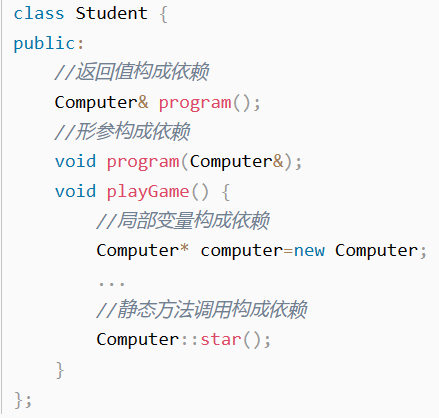 class Student {
public:
//返回值构成依赖
Computer& program();
//形参构成依赖
void program(Computer&);
void playGame() {
//局部变量构成依赖
Computer* computer=new Computer;
...
//静态方法调用构成依赖
Computer::star();
}
};